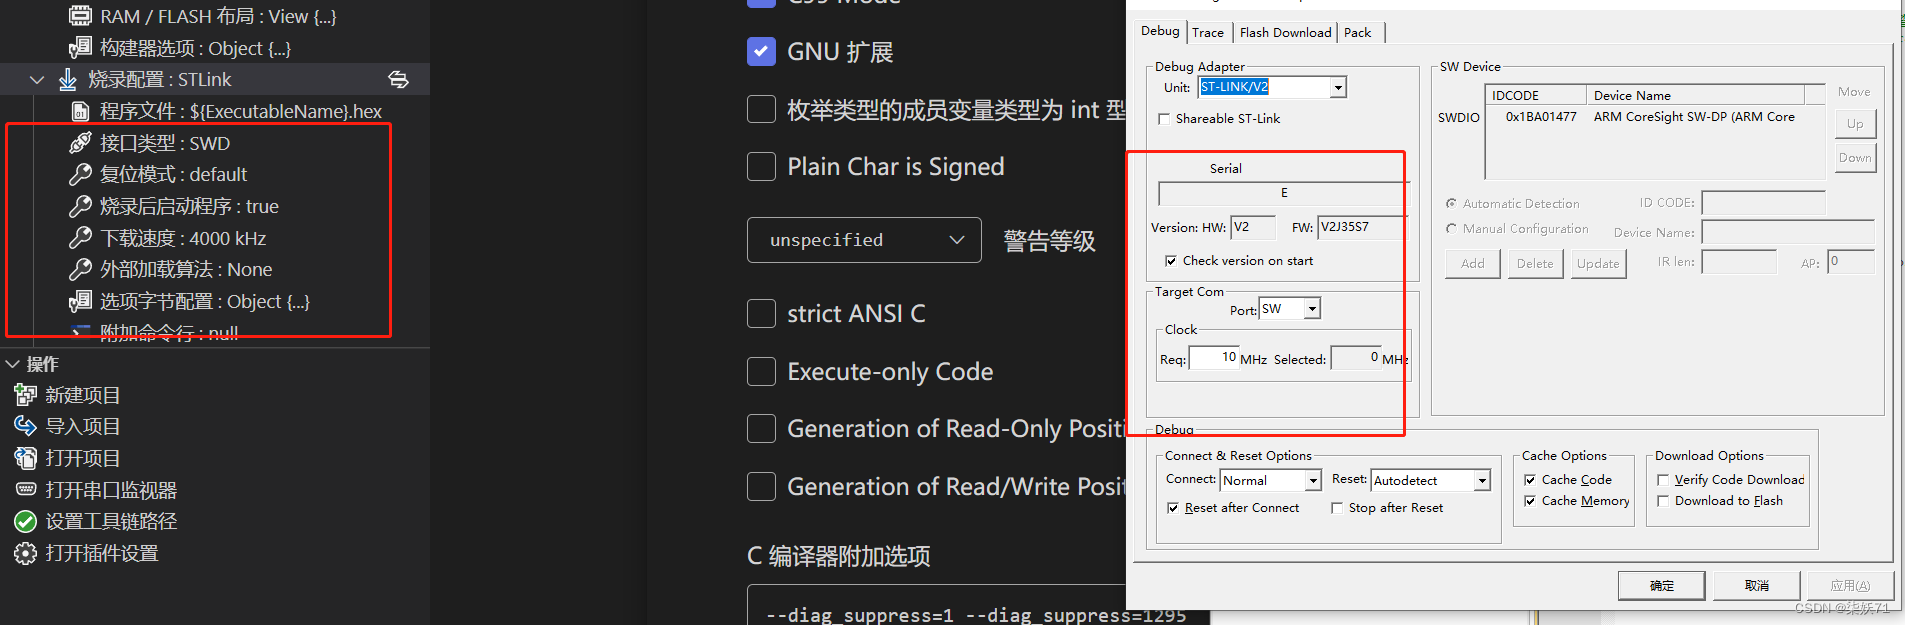 RAM / FLASH 布局 : View {...}
构建器选项 : Object {...}
烧录配置 : STLink
程序文件 : ${ExecutableName}.hex
接口类型 : SWD
复位模式 : default
烧录后启动程序 : true
下载速度 : 4000 kHz
外部加载算法 : None
选项字节配置 : Object {...}
附加命令行 : null
操作
新建项目
导入项目
打开项目
打开串口监视器
设置工具链路径
打开插件设置
C99 Mode
GNU 扩展
枚举类型的成员变量类型为 int 型
Plain Char is Signed
unspecified 警告等级
strict ANSI C
Execute-only Code
Generation of Read-Only Positi
Generation of Read/Write Posit
C 编译器附加选项
--diag_suppress=1 --diag_suppress=1295
Debug Trace Flash Download Pack
Debug Adapter
Unit: ST-LINK/V2
Shareable ST-Link
Serial
E
Version: HW: V2 FW: V2J35S7
Check version on start
Target Com
Port: SW
Clock
Req: 10 MHz Selected: 0 MHz
SW Device
IDCODE Device Name Move
SWDIO 0x1BA01477 ARM CoreSight SW-DP (ARM Core
Up
Down
Automatic Detection ID CODE:
Manual Configuration Device Name:
Add Delete Update IR len: AP: 0
Debug
Connect & Reset Options
Connect: Normal Reset: Autodetect
Reset after Connect Stop after Reset
Cache Options
Cache Code
Cache Memory
Download Options
Verify Code Download
Download to Flash
确定 取消 应用(A)
CSDN @柒妖71